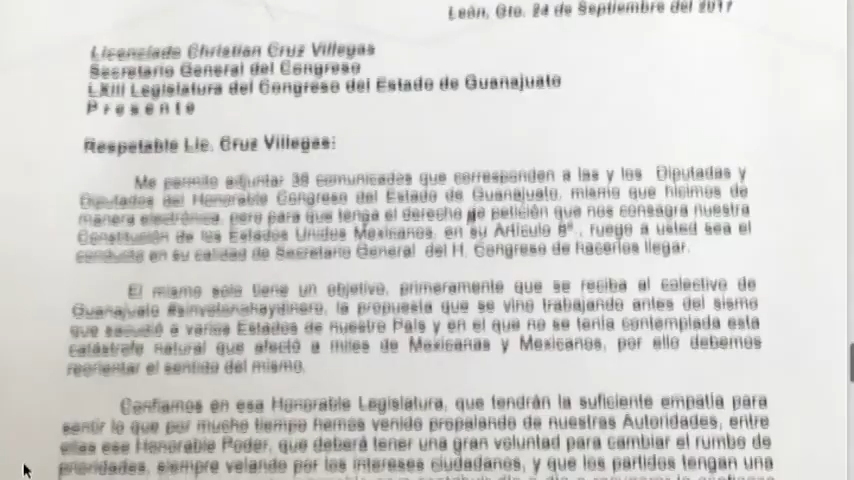 León, Gto. 24 de Septiembre del 2017
Licenciado Christian Cruz Villegas
Secretario General del Congreso
LXIII Legislatura del Congreso del Estado de Guanajuato
P r e s e n t e
Respetable Lic. Cruz Villegas:
Me permito adjuntar 38 comunicados que corresponden a las y los Diputadas y
Diputados del Honorable Congreso del Estado de Guanajuato, mismo que hicimos de
manera electrónica, pero para que tenga el derecho de petición que nos consagra nuestra
Constitución de los Estados Unidos Mexicanos, en su Artículo 8º., ruego a usted sea el
conducto en su calidad de Secretario General del H. Congreso de hacerlos llegar.
El mismo solo tiene un objetivo, primeramente que se reciba al colectivo de
Guanajuato #sinvotonohaydinero, la propuesta que se vino trabajando antes del sismo
que sacudió a varios Estados de nuestro País y en el que no se tenía contemplada esta
catástrofe natural que afectó a miles de Mexicanas y Mexicanos, por ello debemos
reorientar el sentido del mismo.
Confiamos en esa Honorable Legislatura, que tendrán la suficiente empatía para
sentir lo que por mucho tiempo hemos venido propalando de nuestras Autoridades, entre
ellas ese Honorable Poder, que deberá tener una gran voluntad para cambiar el rumbo de
prioridades, siempre velando por los intereses ciudadanos, y que los partidos tengan una